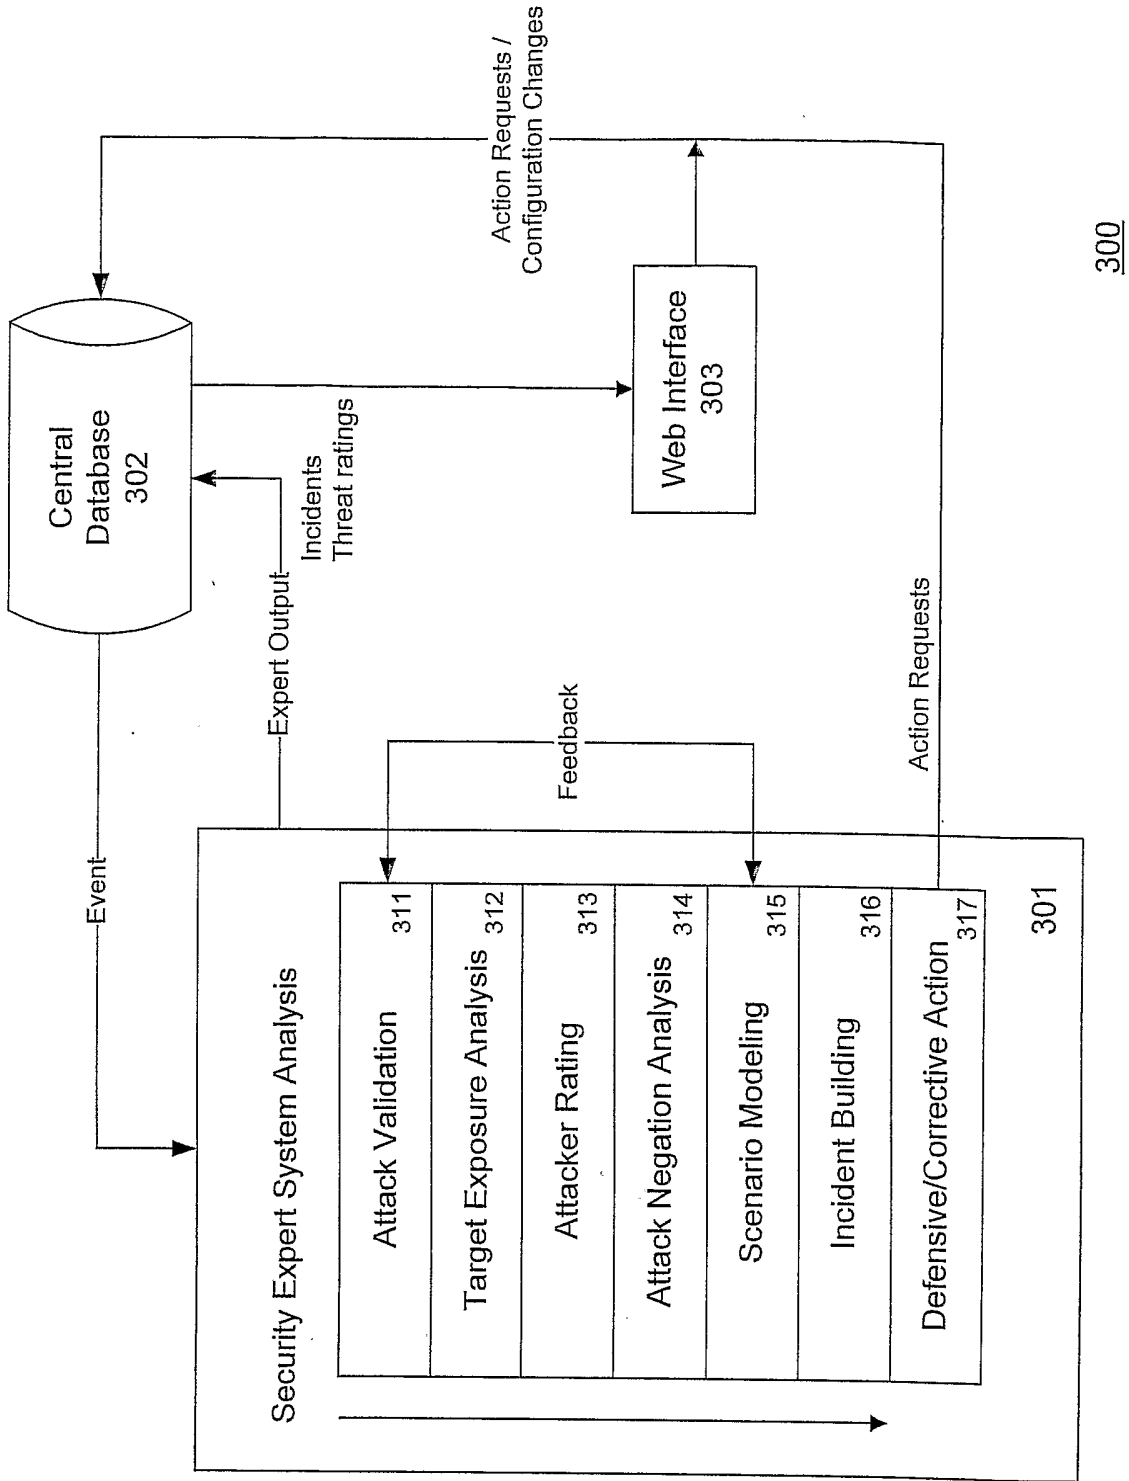 Security Expert System Analysis
Attack Validation
311
Target Exposure Analysis
312
Attacker Rating
313
Attack Negation Analysis
314
Scenario Modeling
315
Incident Building
316
Defensive/Corrective Action
317
301
Event
Expert Output
Feedback
Action Requests
Central
Database
302
Incidents
Threat ratings
Web Interface
303
Action Requests /
Configuration Changes
300